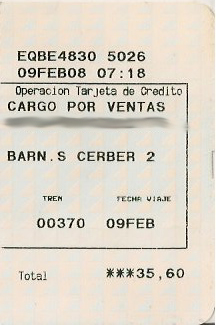 EQBE4830 5026
09FEB08 07:18
Operacion Tarjeta de Credito
CARGO POR VENTAS
BARN.S CERBER 2
TREN FECHA VIAJE
00370 09FEB
Total ***35,60